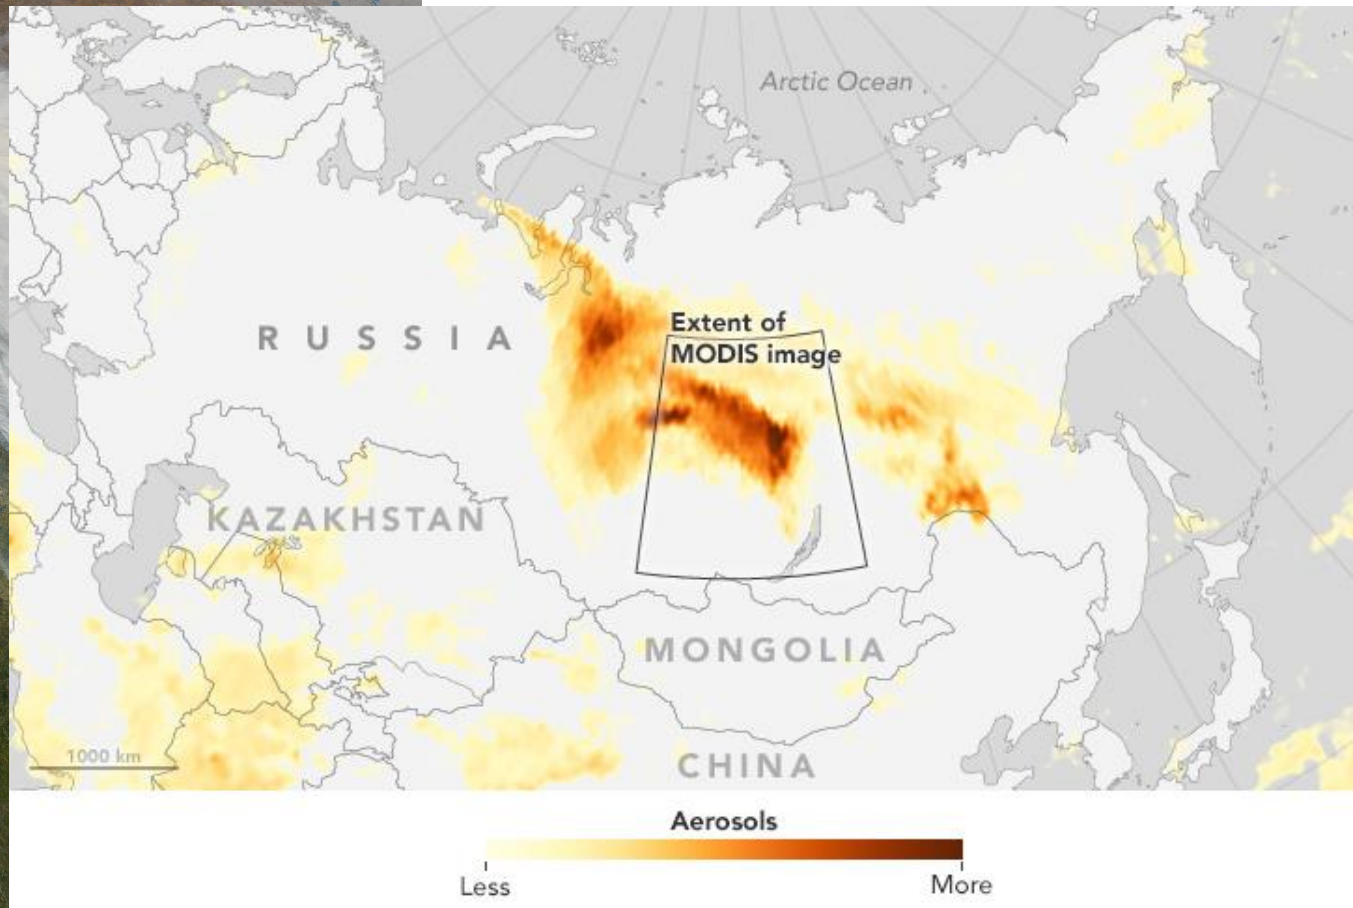 Arctic Ocean
RUSSIA
Extent of
MODIS image
KAZAKHSTAN
MONGOLIA
CHINA
1000 km
Aerosols
Less
More